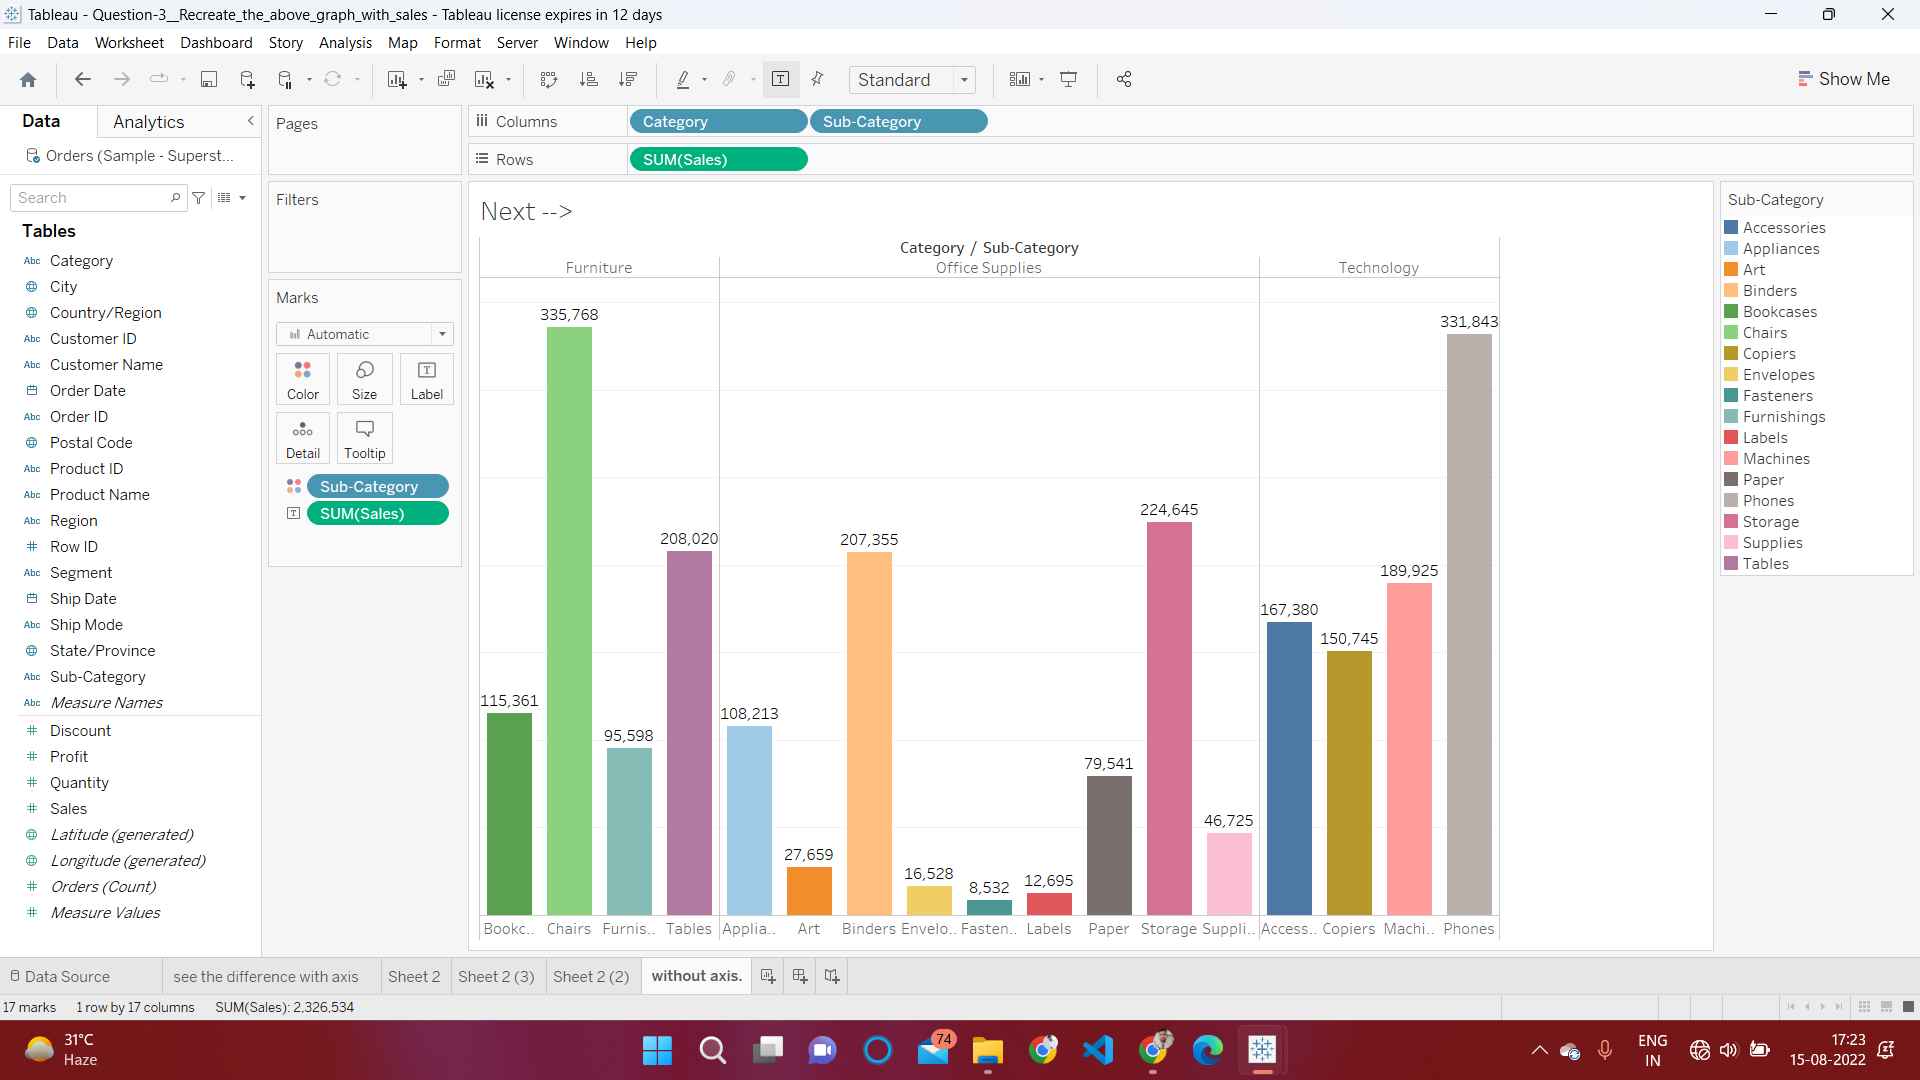 Tableau - Question-3__Recreate_the_above_graph_with_sales - Tableau license expires in 12 days
File Data Worksheet Dashboard Story Analysis Map Format Server Window Help
Standard
Show Me
Data Analytics
Orders (Sample - Superst...
Search
Tables
Abc Category
City
Country/Region
Abc Customer ID
Abc Customer Name
Order Date
Abc Order ID
Postal Code
Abc Product ID
Abc Product Name
Abc Region
# Row ID
Abc Segment
Ship Date
Abc Ship Mode
State/Province
Abc Sub-Category
Abc Measure Names
# Discount
# Profit
# Quantity
# Sales
Latitude (generated)
Longitude (generated)
# Orders (Count)
# Measure Values
Pages
Filters
Marks
Automatic
Color Size Label
Detail Tooltip
Sub-Category
SUM(Sales)
Columns Category Sub-Category
Rows SUM(Sales)
Next -->
Category / Sub-Category
Furniture Office Supplies Technology
335,768
331,843
224,645
208,020
207,355
189,925
167,380
150,745
115,361
108,213
95,598
79,541
46,725
27,659
16,528
12,695
8,532
Bookc.. Chairs Furnis.. Tables Applia.. Art Binders Envelo.. Fasten.. Labels Paper Storage Suppli.. Access.. Copiers Machi.. Phones
Sub-Category
Accessories
Appliances
Art
Binders
Bookcases
Chairs
Copiers
Envelopes
Fasteners
Furnishings
Labels
Machines
Paper
Phones
Storage
Supplies
Tables
Data Source see the difference with axis Sheet 2 Sheet 2 (3) Sheet 2 (2) without axis.
17 marks 1 row by 17 columns SUM(Sales): 2,326,534
31°C
Haze
74
ENG
IN
17:23
15-08-2022